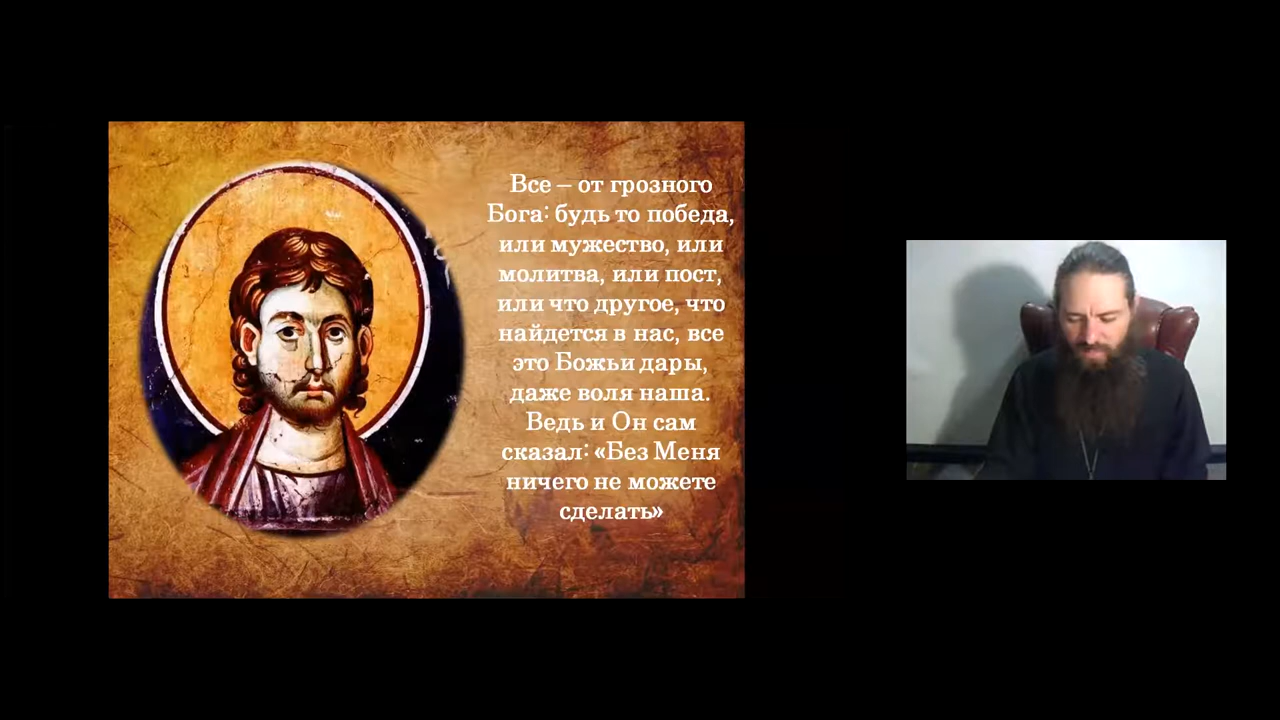 Все – от грозного
Бога: будь то победа,
или мужество, или
молитва, или пост,
или что другое, что
найдется в нас, все
это Божьи дары,
даже воля наша.
Ведь и Он сам
сказал: «Без Меня
ничего не можете
сделать»